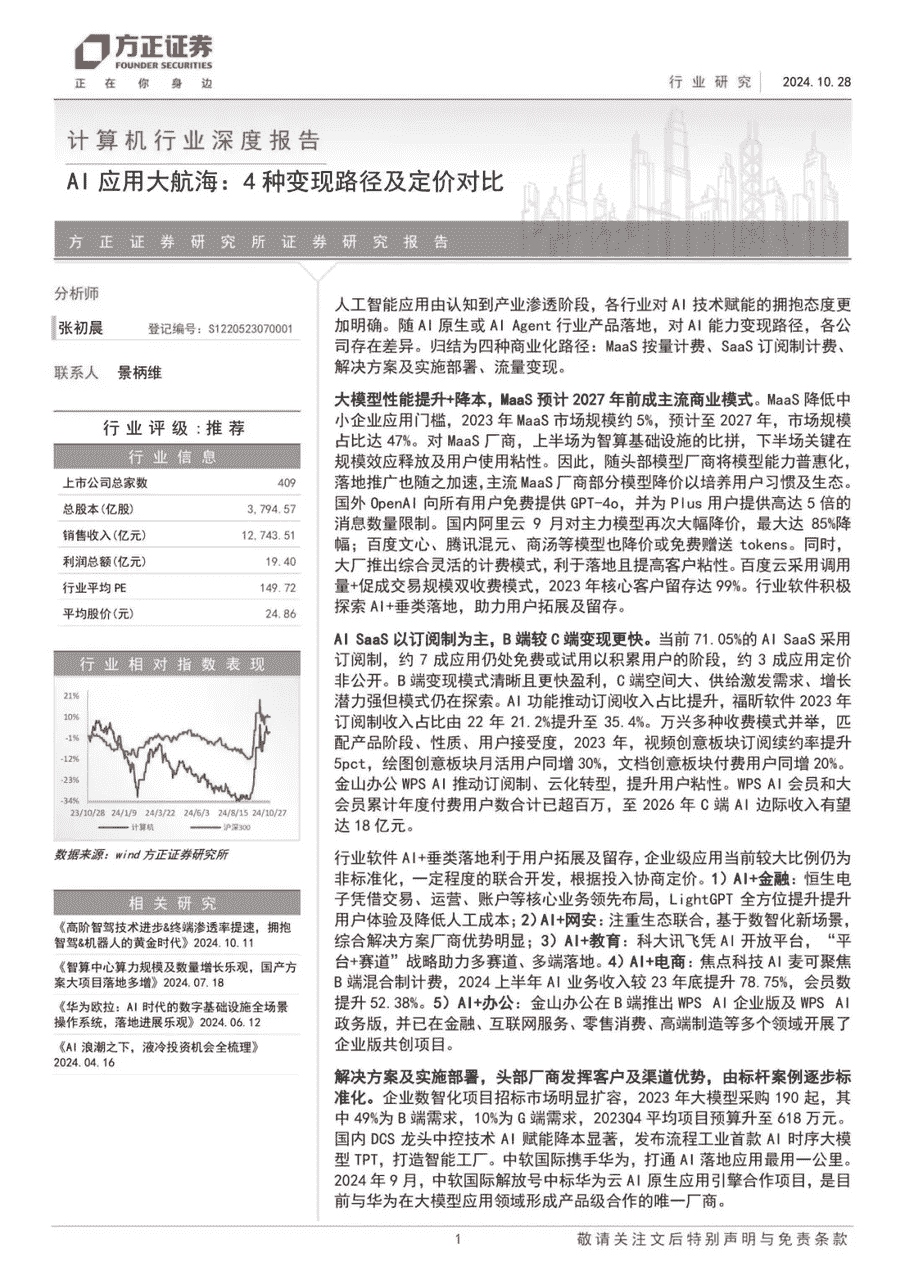 方正证券
FOUNDER SECURITIES
正在你身边
行业研究
2024.10.28
计算机行业深度报告
AI 应用大航海：4 种变现路径及定价对比
方正证券研究所证券研究报告
分析师
张初晨 登记编号：S1220523070001
联系人 景柄维
行业评级：推荐
行业信息
上市公司总家数 409
总股本(亿股) 3,794.57
销售收入(亿元) 12,743.51
利润总额(亿元) 19.40
行业平均 PE 149.72
平均股价(元) 24.86
行业相对指数表现
21%
10%
-1%
-12%
-23%
-34%
23/10/28 24/1/9 24/3/22 24/6/3 24/8/15 24/10/27
计算机 沪深300
数据来源：wind 方正证券研究所
相关研究
《高阶智驾技术进步&终端渗透率提速，拥抱
智驾&机器人的黄金时代》2024.10.11
《智算中心算力规模及数量增长乐观，国产方
案大项目落地多增》2024.07.18
《华为欧拉：AI 时代的数字基础设施全场景
操作系统，落地进展乐观》2024.06.12
《AI 浪潮之下，液冷投资机会全梳理》
2024.04.16
人工智能应用由认知到产业渗透阶段，各行业对 AI 技术赋能的拥抱态度更
加明确。随 AI 原生或 AI Agent 行业产品落地，对 AI 能力变现路径，各公
司存在差异。归结为四种商业化路径：MaaS 按量计费、SaaS 订阅制计费、
解决方案及实施部署、流量变现。
大模型性能提升+降本，MaaS 预计 2027 年前成主流商业模式。MaaS 降低中
小企业应用门槛，2023 年 MaaS 市场规模约 5%，预计至 2027 年，市场规模
占比达 47%。对 MaaS 厂商，上半场为智算基础设施的比拼，下半场关键在
规模效应释放及用户使用粘性。因此，随头部模型厂商将模型能力普惠化，
落地推广也随之加速，主流 MaaS 厂商部分模型降价以培养用户习惯及生态。
国外 OpenAI 向所有用户免费提供 GPT-4o，并为 Plus 用户提供高达 5 倍的
消息数量限制。国内阿里云 9 月对主力模型再次大幅降价，最大达 85%降
幅；百度文心、腾讯混元、商汤等模型也降价或免费赠送 tokens。同时，
大厂推出综合灵活的计费模式，利于落地且提高客户粘性。百度云采用调用
量+促成交易规模双收费模式，2023 年核心客户留存达 99%。行业软件积极
探索 AI+垂类落地，助力用户拓展及留存。
AI SaaS 以订阅制为主，B 端较 C 端变现更快。当前 71.05%的 AI SaaS 采用
订阅制，约 7 成应用仍处免费或试用以积累用户的阶段，约 3 成应用定价
非公开。B 端变现模式清晰且更快盈利，C 端空间大、供给激发需求、增长
潜力强但模式仍在探索。AI 功能推动订阅收入占比提升，福昕软件 2023 年
订阅制收入占比由 22 年 21.2%提升至 35.4%。万兴多种收费模式并举，匹
配产品阶段、性质、用户接受度，2023 年，视频创意板块订阅续约率提升
5pct，绘图创意板块月活用户同增 30%，文档创意板块付费用户同增 20%。
金山办公 WPS AI 推动订阅制、云化转型，提升用户粘性。WPS AI 会员和大
会员累计年度付费用户数合计已超百万，至 2026 年 C 端 AI 边际收入有望
达 18 亿元。
行业软件 AI+垂类落地利于用户拓展及留存，企业级应用当前较大比例仍为
非标准化，一定程度的联合开发，根据投入协商定价。1）AI+金融：恒生电
子凭借交易、运营、账户等核心业务领先布局，LightGPT 全方位提升提升
用户体验及降低人工成本；2）AI+网安：注重生态联合，基于数智化新场景，
综合解决方案厂商优势明显；3）AI+教育：科大讯飞凭 AI 开放平台，“平
台+赛道”战略助力多赛道、多端落地。4）AI+电商：焦点科技 AI 麦可聚焦
B 端混合制计费，2024 上半年 AI 业务收入较 23 年底提升 78.75%，会员数
提升 52.38%。5）AI+办公：金山办公在 B 端推出 WPS AI 企业版及 WPS AI
政务版，并已在金融、互联网服务、零售消费、高端制造等多个领域开展了
企业版共创项目。
解决方案及实施部署，头部厂商发挥客户及渠道优势，由标杆案例逐步标
准化。企业数智化项目招标市场明显扩容，2023 年大模型采购 190 起，其
中 49%为 B 端需求，10%为 G 端需求，2023Q4 平均项目预算升至 618 万元。
国内 DCS 龙头中控技术 AI 赋能降本显著，发布流程工业首款 AI 时序大模
型 TPT，打造智能工厂。中软国际携手华为，打通 AI 落地应用最用一公里。
2024 年 9 月，中软国际解放号中标华为云 AI 原生应用引擎合作项目，是目
前与华为在大模型应用领域形成产品级合作的唯一厂商。
1
敬请关注文后特别声明与免责条款